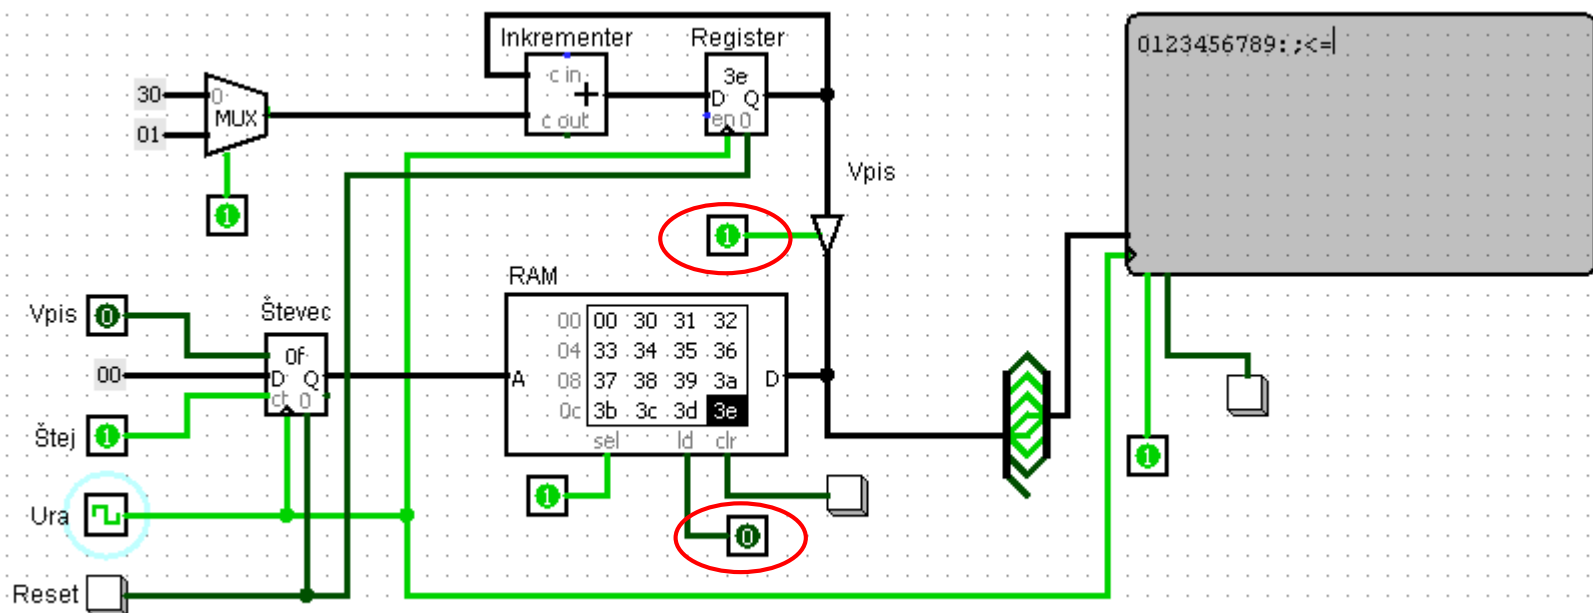 Inkrementer
Register
0123456789:;<=
30
0
MUX
01
c in
+
c out
3e
D Q
en 0
1
Vpis
1
RAM
Vpis 0
Števec
0f
00
D Q
ct 0
Štej 1
A
00 00 30 31 32
04 33 34 35 36
08 37 38 39 3a
0c 3b 3c 3d 3e
D
sel ld clr
1
1
Ura
0
Reset